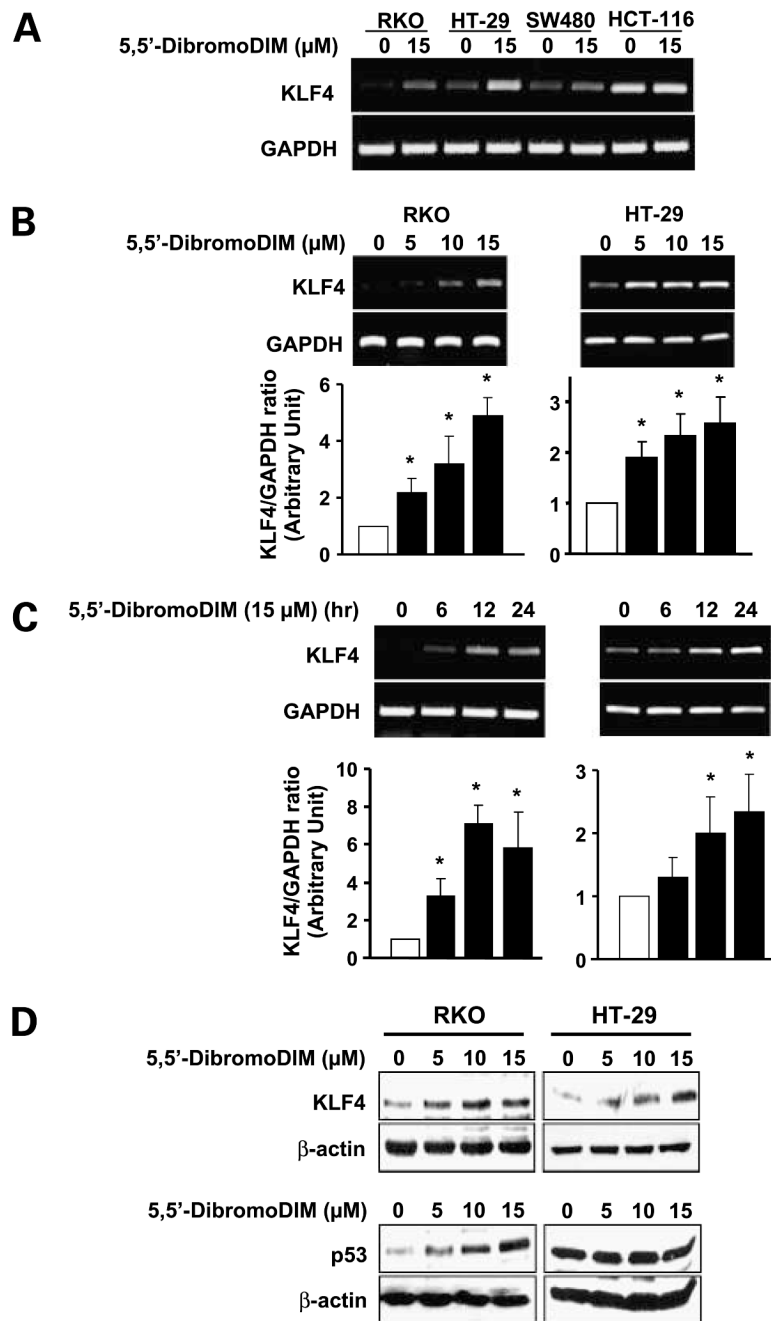 A
RKO HT-29 SW480 HCT-116
5,5'-DibromoDIM (µM) 0 15 0 15 0 15 0 15
KLF4
GAPDH
B
RKO HT-29
5,5'-DibromoDIM (µM) 0 5 10 15 0 5 10 15
KLF4
GAPDH
KLF4/GAPDH ratio
(Arbitrary Unit)
6
4
2
0
* * *
3
2
1
0
* * *
C
5,5'-DibromoDIM (15 µM) (hr) 0 6 12 24 0 6 12 24
KLF4
GAPDH
KLF4/GAPDH ratio
(Arbitrary Unit)
10
8
6
4
2
0
* * *
3
2
1
0
* *
D
RKO HT-29
5,5'-DibromoDIM (µM) 0 5 10 15 0 5 10 15
KLF4
β-actin
5,5'-DibromoDIM (µM) 0 5 10 15 0 5 10 15
p53
β-actin